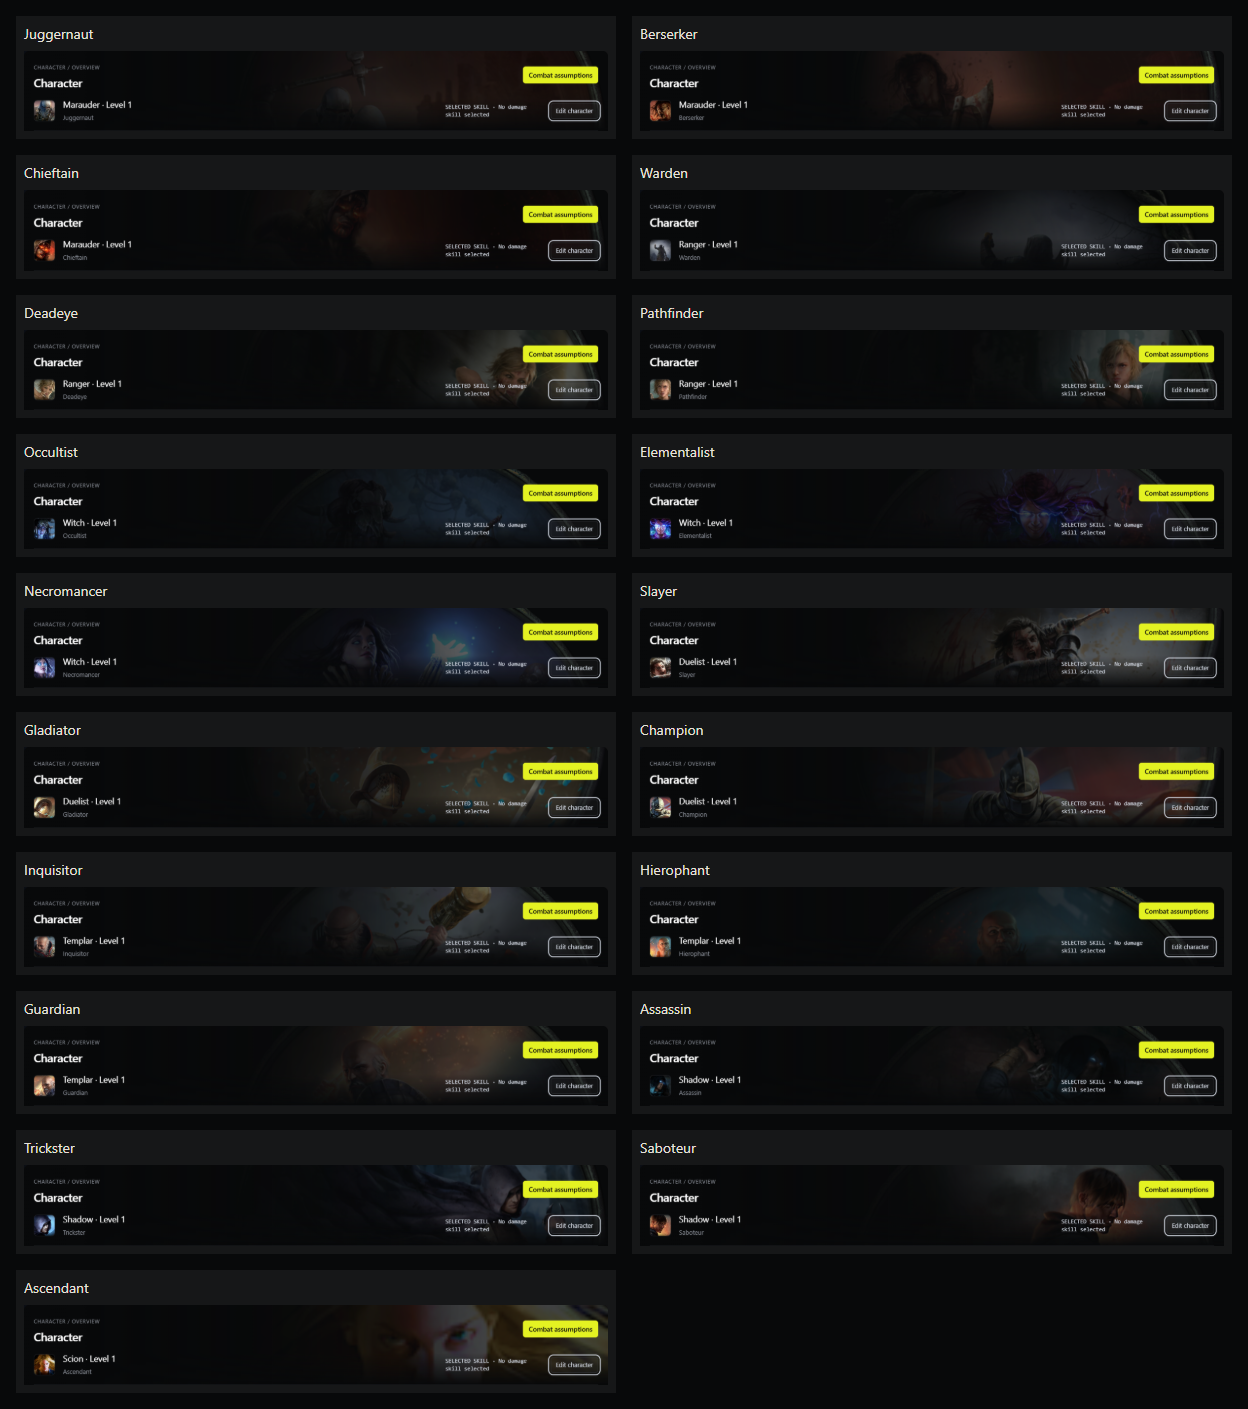 Juggernaut
CHARACTER / OVERVIEW
Character
Combat assumptions
Marauder · Level 1
Juggernaut
SELECTED SKILL - No damage
skill selected
Edit character
Berserker
CHARACTER / OVERVIEW
Character
Combat assumptions
Marauder · Level 1
Berserker
SELECTED SKILL - No damage
skill selected
Edit character
Chieftain
CHARACTER / OVERVIEW
Character
Combat assumptions
Marauder · Level 1
Chieftain
SELECTED SKILL - No damage
skill selected
Edit character
Warden
CHARACTER / OVERVIEW
Character
Combat assumptions
Ranger · Level 1
Warden
SELECTED SKILL - No damage
skill selected
Edit character
Deadeye
CHARACTER / OVERVIEW
Character
Combat assumptions
Ranger · Level 1
Deadeye
SELECTED SKILL - No damage
skill selected
Edit character
Pathfinder
CHARACTER / OVERVIEW
Character
Combat assumptions
Ranger · Level 1
Pathfinder
SELECTED SKILL - No damage
skill selected
Edit character
Occultist
CHARACTER / OVERVIEW
Character
Combat assumptions
Witch · Level 1
Occultist
SELECTED SKILL - No damage
skill selected
Edit character
Elementalist
CHARACTER / OVERVIEW
Character
Combat assumptions
Witch · Level 1
Elementalist
SELECTED SKILL - No damage
skill selected
Edit character
Necromancer
CHARACTER / OVERVIEW
Character
Combat assumptions
Witch · Level 1
Necromancer
SELECTED SKILL - No damage
skill selected
Edit character
Slayer
CHARACTER / OVERVIEW
Character
Combat assumptions
Duelist · Level 1
Slayer
SELECTED SKILL - No damage
skill selected
Edit character
Gladiator
CHARACTER / OVERVIEW
Character
Combat assumptions
Duelist · Level 1
Gladiator
SELECTED SKILL - No damage
skill selected
Edit character
Champion
CHARACTER / OVERVIEW
Character
Combat assumptions
Duelist · Level 1
Champion
SELECTED SKILL - No damage
skill selected
Edit character
Inquisitor
CHARACTER / OVERVIEW
Character
Combat assumptions
Templar · Level 1
Inquisitor
SELECTED SKILL - No damage
skill selected
Edit character
Hierophant
CHARACTER / OVERVIEW
Character
Combat assumptions
Templar · Level 1
Hierophant
SELECTED SKILL - No damage
skill selected
Edit character
Guardian
CHARACTER / OVERVIEW
Character
Combat assumptions
Templar · Level 1
Guardian
SELECTED SKILL - No damage
skill selected
Edit character
Assassin
CHARACTER / OVERVIEW
Character
Combat assumptions
Shadow · Level 1
Assassin
SELECTED SKILL - No damage
skill selected
Edit character
Trickster
CHARACTER / OVERVIEW
Character
Combat assumptions
Shadow · Level 1
Trickster
SELECTED SKILL - No damage
skill selected
Edit character
Saboteur
CHARACTER / OVERVIEW
Character
Combat assumptions
Shadow · Level 1
Saboteur
SELECTED SKILL - No damage
skill selected
Edit character
Ascendant
CHARACTER / OVERVIEW
Character
Combat assumptions
Scion · Level 1
Ascendant
SELECTED SKILL - No damage
skill selected
Edit character